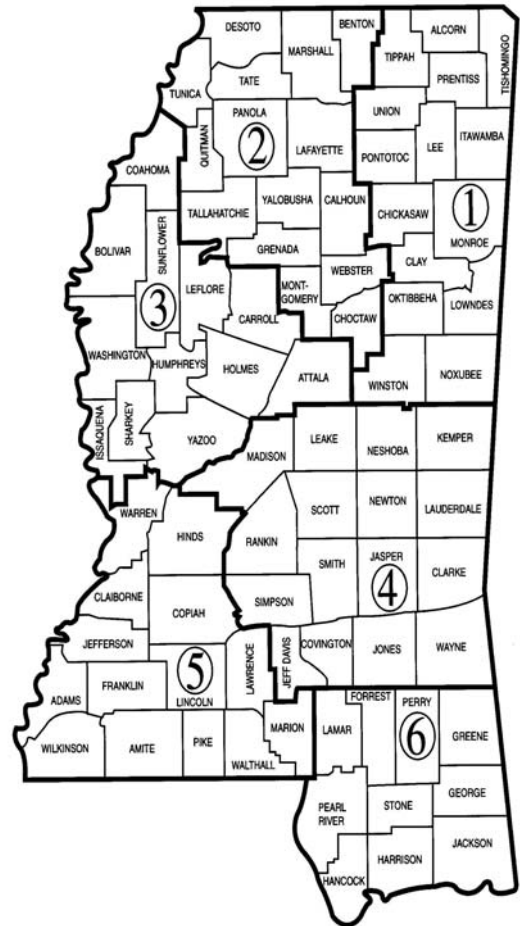 DESOTO
BENTON
MARSHALL
ALCORN
TIPPAH
TISHOMINGO
PRENTISS
TATE
TUNICA
PANOLA
2
QUITMAN
LAFAYETTE
UNION
LEE
ITAWAMBA
PONTOTOC
COAHOMA
TALLAHATCHIE
YALOBUSHA
CALHOUN
CHICKASAW
1
MONROE
BOLIVAR
SUNFLOWER
GRENADA
CLAY
WEBSTER
LEFLORE
MONT-
GOMERY
OKTIBBEHA
LOWNDES
3
CARROLL
CHOCTAW
WASHINGTON
HUMPHREYS
HOLMES
ATTALA
WINSTON
NOXUBEE
ISSAQUENA
SHARKEY
YAZOO
MADISON
LEAKE
NESHOBA
KEMPER
WARREN
HINDS
RANKIN
SCOTT
NEWTON
LAUDERDALE
SMITH
JASPER
4
CLARKE
CLAIBORNE
COPIAH
SIMPSON
JEFFERSON
LAWRENCE
JEFF DAVIS
COVINGTON
JONES
WAYNE
ADAMS
FRANKLIN
5
LINCOLN
WILKINSON
AMITE
PIKE
WALTHALL
MARION
LAMAR
FORREST
PERRY
6
GREENE
PEARL
RIVER
STONE
GEORGE
HANCOCK
HARRISON
JACKSON